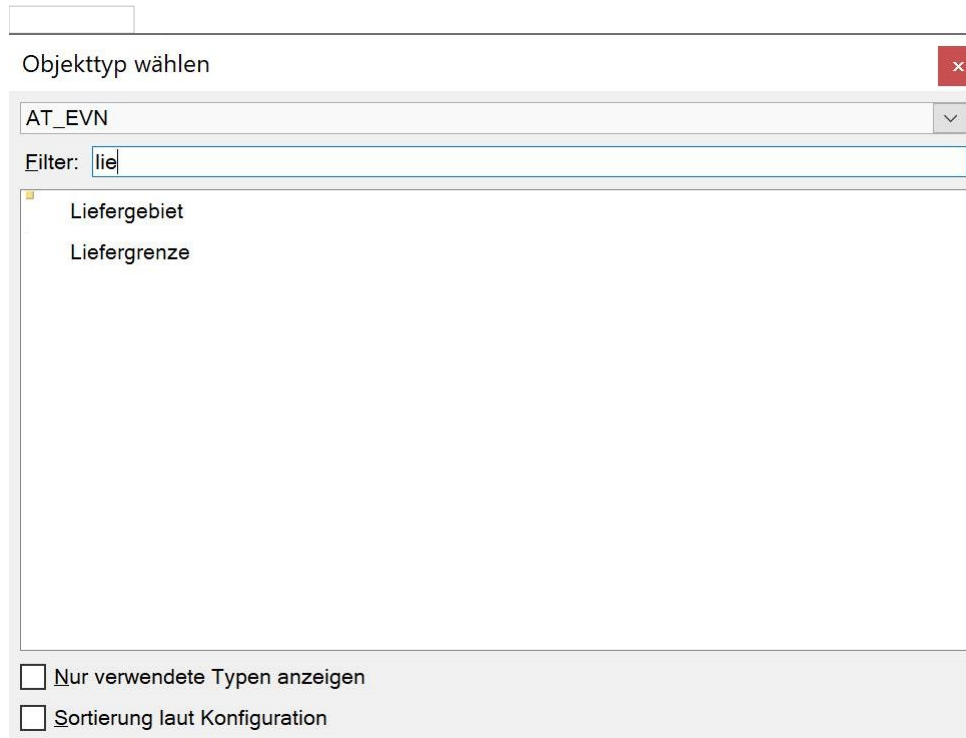 Objekttyp wählen
AT_EVN
Filter: lie
Liefergebiet
Liefergrenze
Nur verwendete Typen anzeigen
Sortierung laut Konfiguration